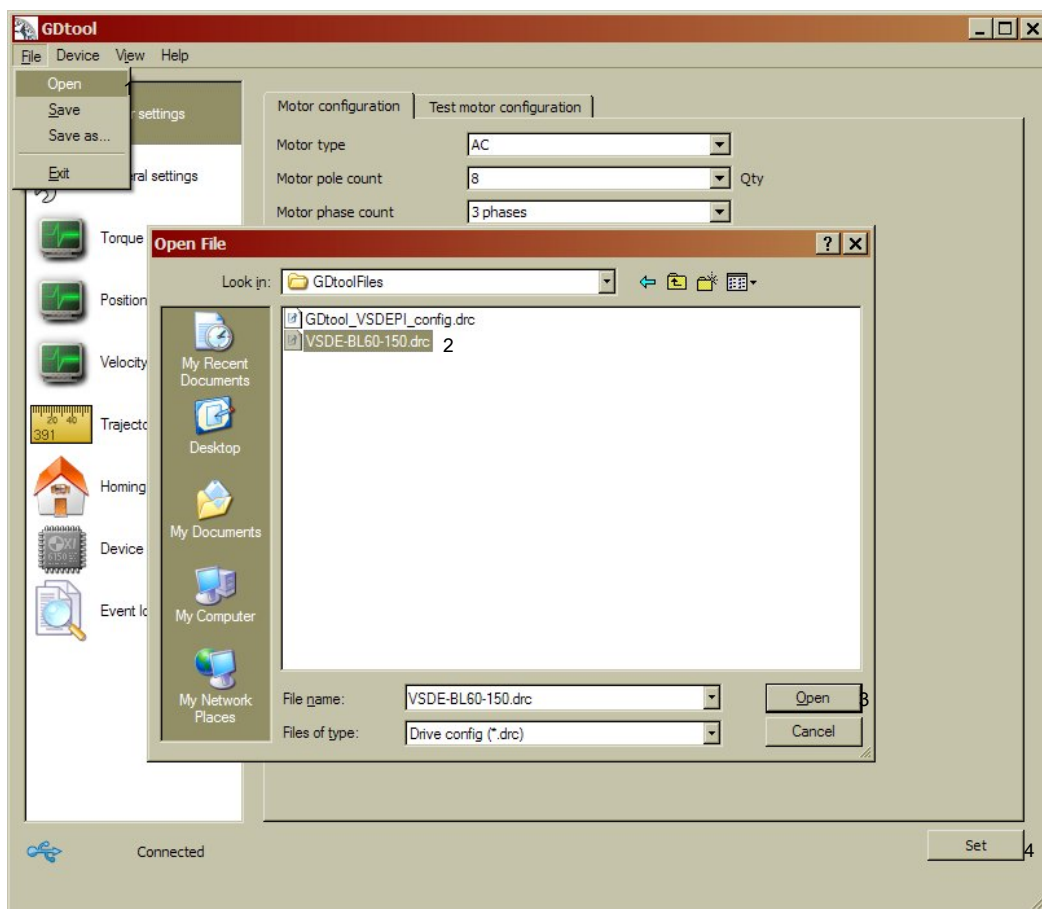 GDtool
File Device View Help
Open 1
Save
Save as...
Exit
r settings
ral settings
Torque
Position
Velocity
20 40
391
Trajecto
Homing
Device
Event lo
Motor configuration Test motor configuration
Motor type AC
Motor pole count 8 Qty
Motor phase count 3 phases
Open File
Look in: GDtoolFiles
GDtool_VSDEPI_config.drc
VSDE-BL60-150.drc 2
My Recent
Documents
Desktop
My Documents
My Computer
My Network
Places
File name: VSDE-BL60-150.drc Open 3
Files of type: Drive config (*.drc) Cancel
Connected Set 4